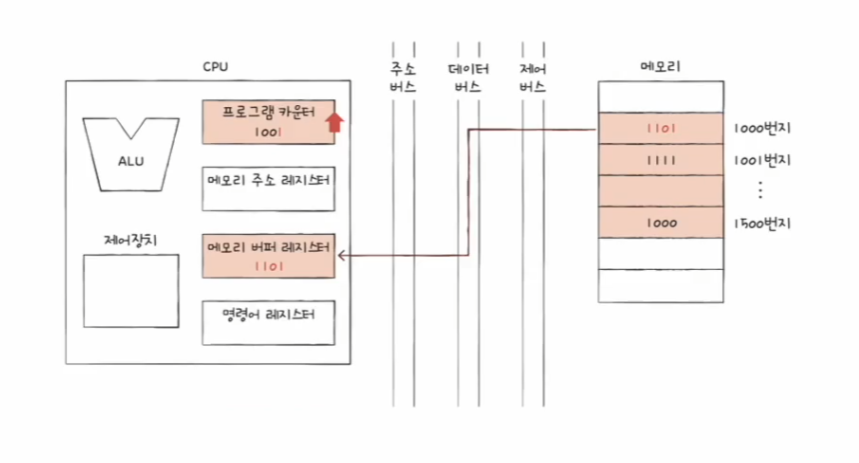 CPU
프로그램 카운터
1001
ALU
메모리 주소 레지스터
제어장치
메모리 버퍼 레지스터
1101
명령어 레지스터
주소
버스
데이터
버스
제어
버스
메모리
1101 1000번지
1111 1001번지
⋮
1000 1500번지